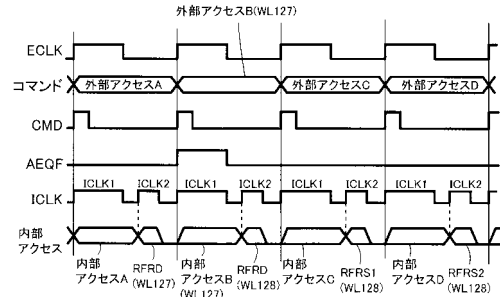 外部アクセスB(WL127)
ECLK
コマンド 外部アクセスA 外部アクセスC 外部アクセスD
CMD
AEQF
ICLK1 ICLK2 ICLK1 ICLK2 ICLK1 ICLK2 ICLK1 ICLK2
ICLK
内部
アクセス
内部
アクセスA
RFRD
(WL127)
内部
アクセスB
(WL127)
RFRD
(WL128)
内部
アクセスC
RFRS1
(WL128)
内部
アクセスD
RFRS2
(WL128)